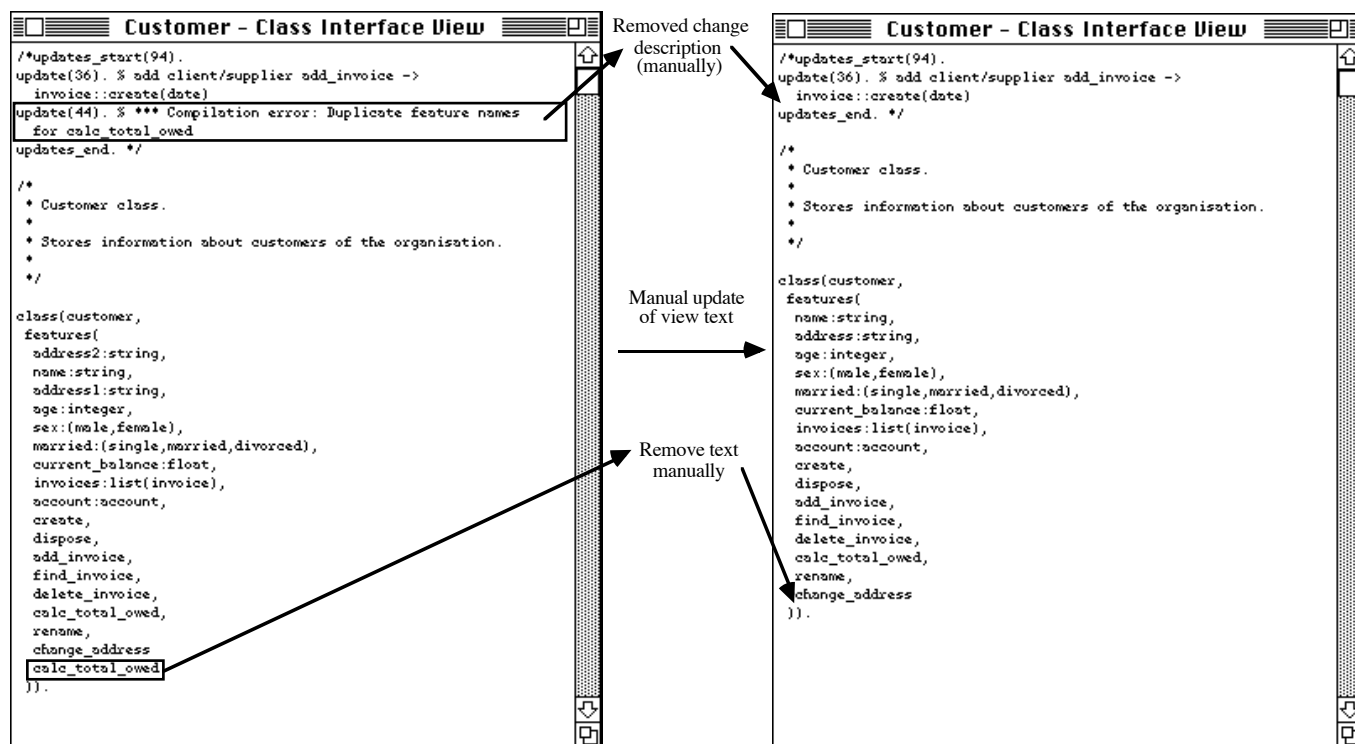 Customer - Class Interface View
/*updates_start(94).
update(36). % add client/supplier add_invoice ->
invoice::create(date)
update(44). % *** Compilation error: Duplicate feature names
for calc_total_owed
updates_end. */
/*
* Customer class.
*
* Stores information about customers of the organisation.
*
*/
class(customer,
features(
address2:string,
name:string,
address1:string,
age:integer,
sex:(male,female),
married:(single,married,divorced),
current_balance:float,
invoices:list(invoice),
account:account,
create,
dispose,
add_invoice,
find_invoice,
delete_invoice,
calc_total_owed,
rename,
change_address
calc_total_owed
)).
Removed change
description
(manually)
Manual update
of view text
Remove text
manually
Customer - Class Interface View
/*updates_start(94).
update(36). % add client/supplier add_invoice ->
invoice::create(date)
updates_end. */
/*
* Customer class.
*
* Stores information about customers of the organisation.
*
*/
class(customer,
features(
name:string,
address:string,
age:integer,
sex:(male,female),
married:(single,married,divorced),
current_balance:float,
invoices:list(invoice),
account:account,
create,
dispose,
add_invoice,
find_invoice,
delete_invoice,
calc_total_owed,
rename,
change_address
)).